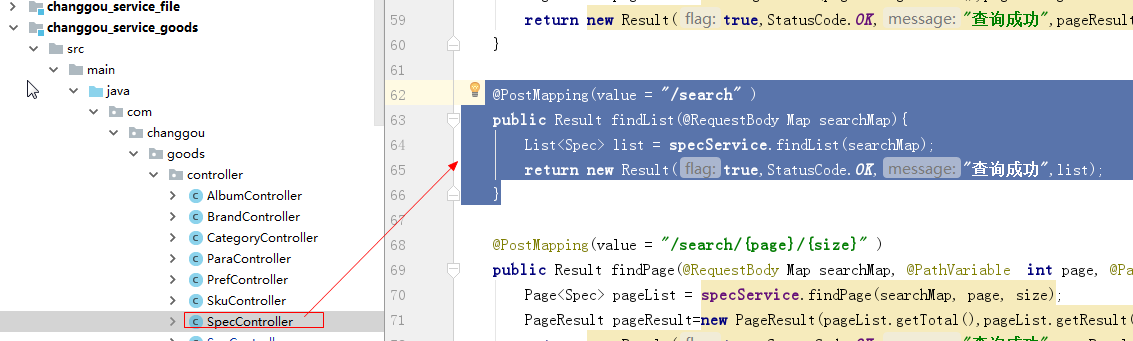 changgou_service_file
changgou_service_goods
src
main
java
com
changgou
goods
controller
AlbumController
BrandController
CategoryController
ParaController
PrefController
SkuController
SpecController
59 return new Result( flag: true,StatusCode.OK, message: "查询成功",pageResult
60 }
61
62 @PostMapping(value = "/search" )
63 public Result findList(@RequestBody Map searchMap){
64 List<Spec> list = specService.findList(searchMap);
65 return new Result( flag: true,StatusCode.OK, message: "查询成功",list);
66 }
67
68 @PostMapping(value = "/search/{page}/{size}" )
69 public Result findPage(@RequestBody Map searchMap, @PathVariable  int page, @Pa
70 Page<Spec> pageList = specService.findPage(searchMap, page, size);
71 PageResult pageResult=new PageResult(pageList.getTotal(),pageList.getResult(